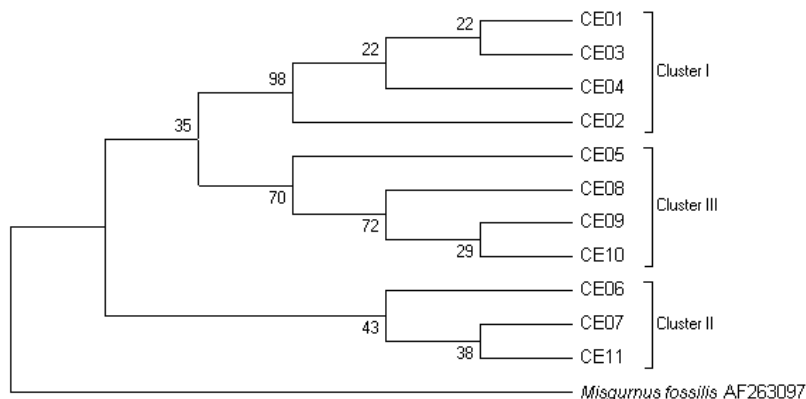 22 CE01
22 CE03 Cluster I
98 CE04
35 CE02
CE05
70 CE08
72 CE09 Cluster III
29 CE10
CE06
43 CE07 Cluster II
38 CE11
Misgurnus fossilis AF263097